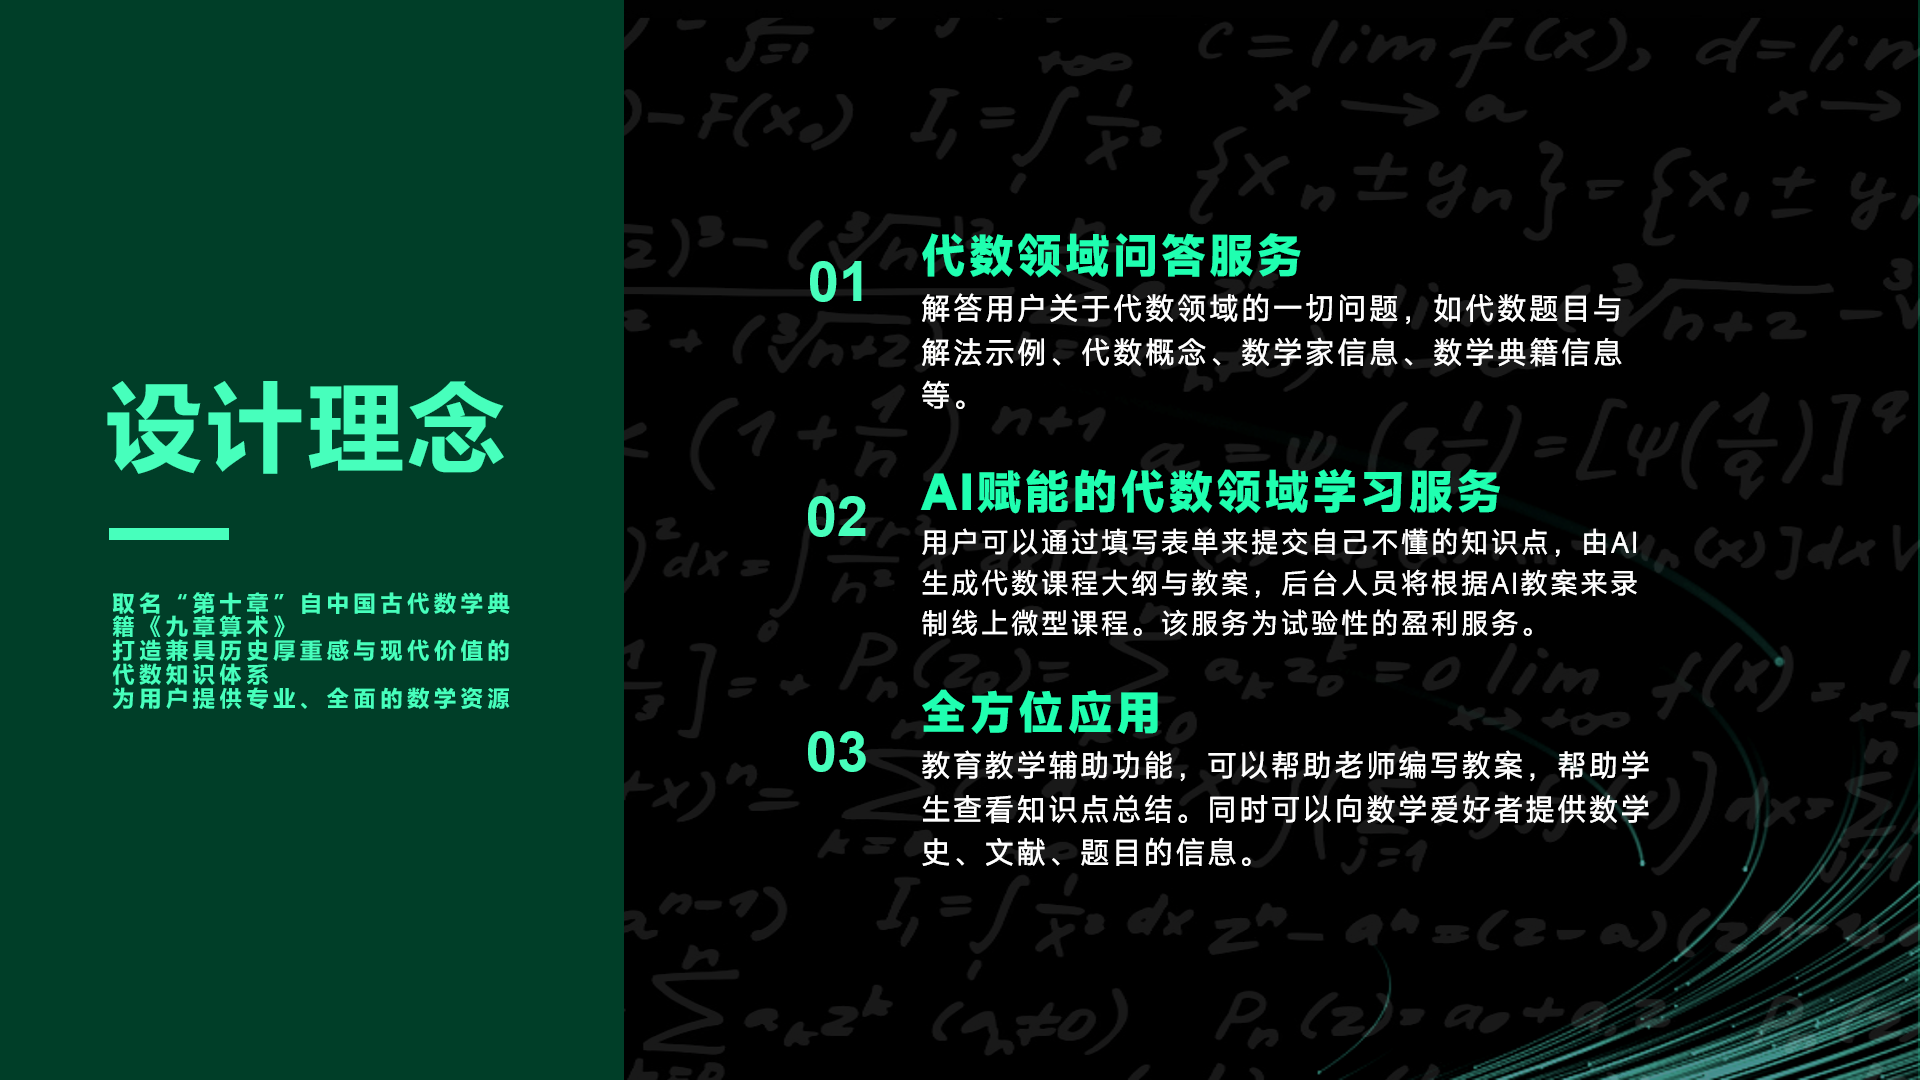 设计理念
取名“第十章”自中国古代数学典
籍《九章算术》
打造兼具历史厚重感与现代价值的
代数知识体系
为用户提供专业、全面的数学资源
01
代数领域问答服务
解答用户关于代数领域的一切问题，如代数题目与
解法示例、代数概念、数学家信息、数学典籍信息
等。
02
AI赋能的代数领域学习服务
用户可以通过填写表单来提交自己不懂的知识点，由AI
生成代数课程大纲与教案，后台人员将根据AI教案来录
制线上微型课程。该服务为试验性的盈利服务。
03
全方位应用
教育教学辅助功能，可以帮助老师编写教案，帮助学
生查看知识点总结。同时可以向数学爱好者提供数学
史、文献、题目的信息。